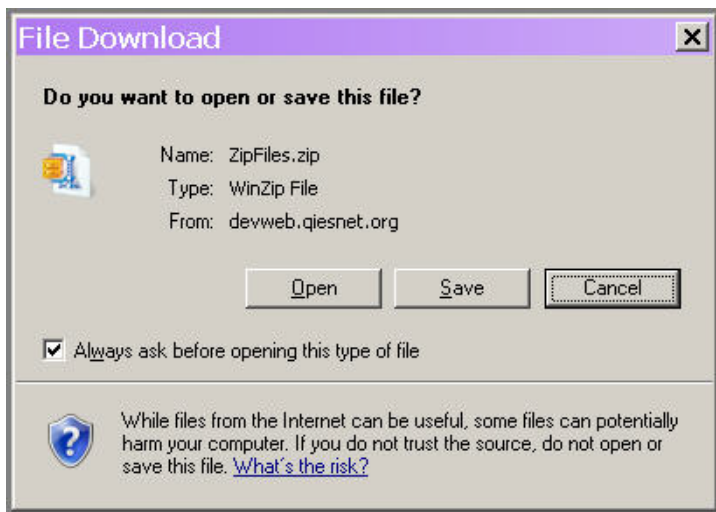 File Download
Do you want to open or save this file?
Name: ZipFiles.zip
Type: WinZip File
From: devweb.qiesnet.org
Open Save Cancel
Always ask before opening this type of file
While files from the Internet can be useful, some files can potentially
harm your computer. If you do not trust the source, do not open or
save this file. What's the risk?